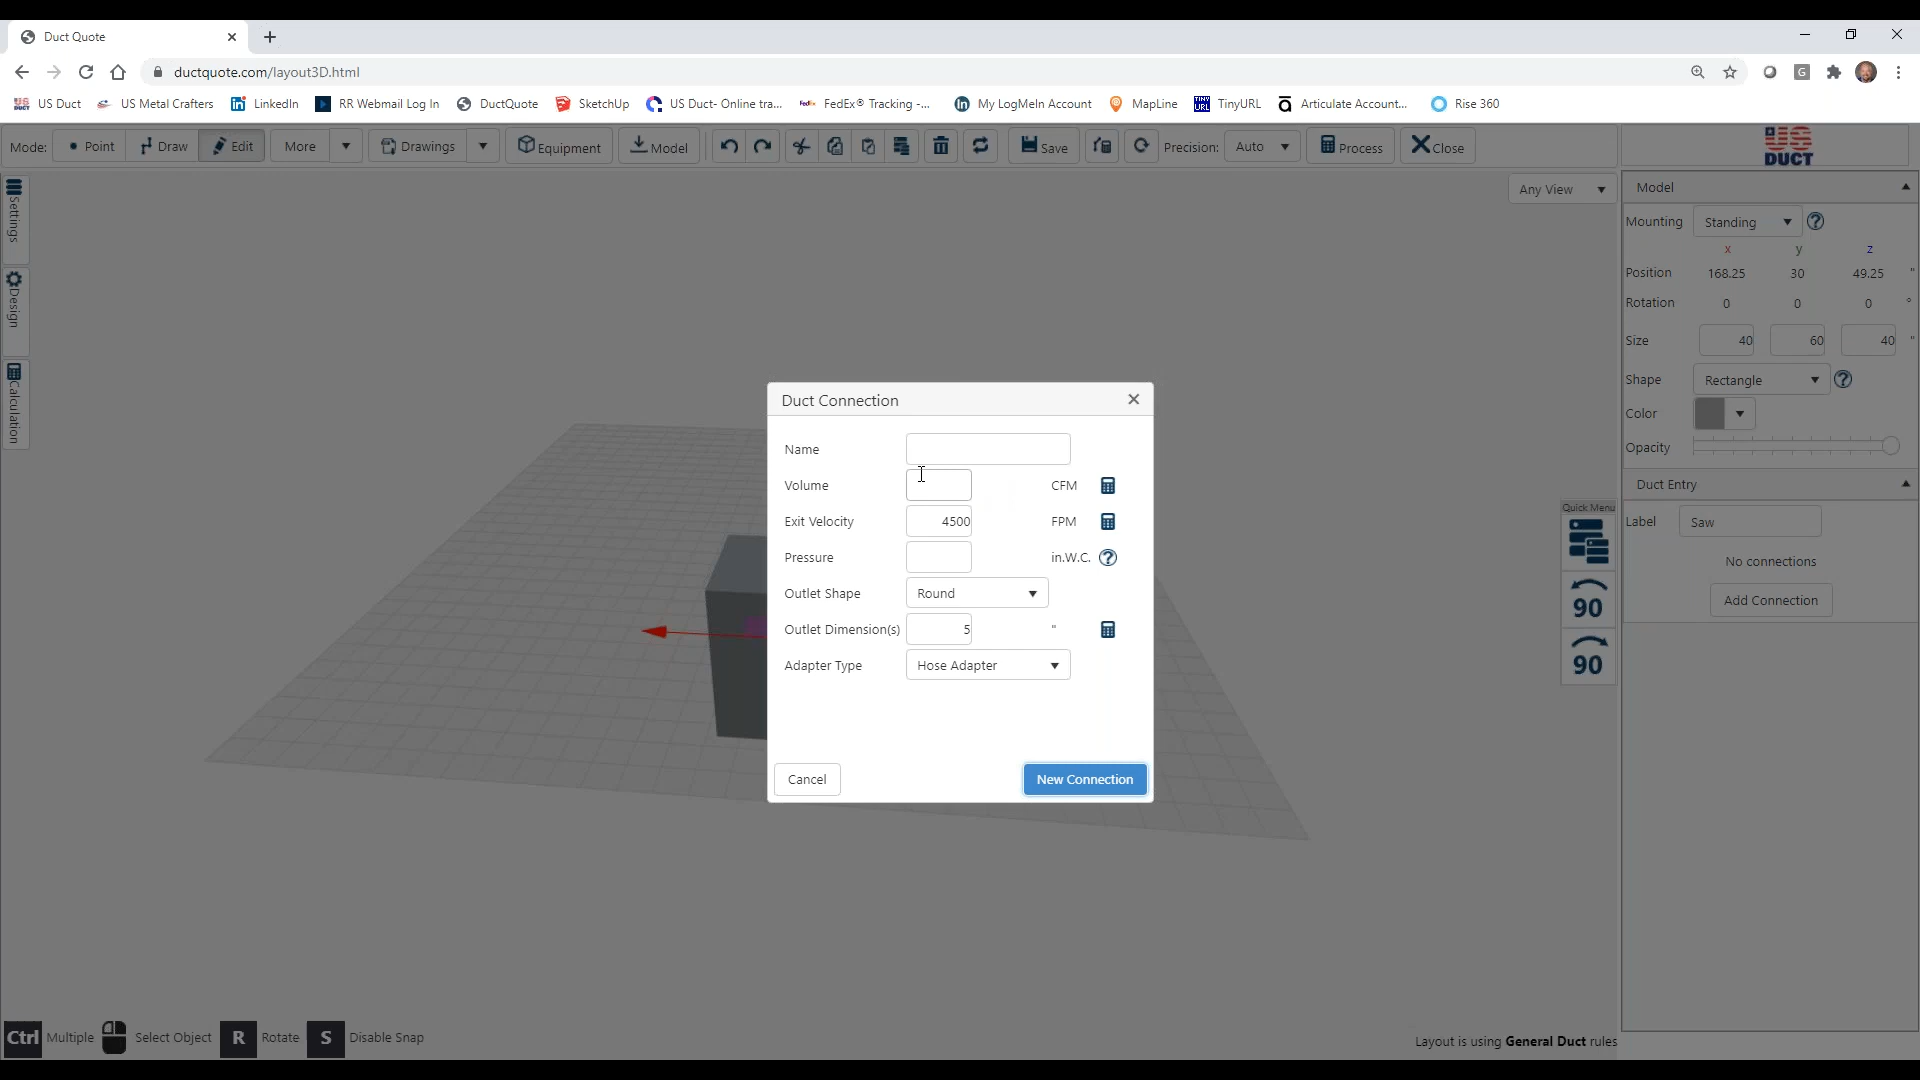 Duct Quote
ductquote.com/layout3D.html
US Duct US Metal Crafters LinkedIn RR Webmail Log In DuctQuote SketchUp US Duct- Online tra... FedEx® Tracking -... My LogMeIn Account MapLine TinyURL Articulate Account... Rise 360
Mode: Point Draw Edit More Drawings Equipment Model Save Precision: Auto Process Close
US DUCT
Settings
Design
Calculation
Any View
Model
Mounting Standing
x y z
Position 168.25 30 49.25 "
Rotation 0 0 0 °
Size 40 60 40 "
Shape Rectangle
Color
Opacity
Duct Entry
Label Saw
No connections
Add Connection
Quick Menu
90
90
Duct Connection
Name
Volume CFM
Exit Velocity 4500 FPM
Pressure in.W.C.
Outlet Shape Round
Outlet Dimension(s) 5 "
Adapter Type Hose Adapter
Cancel New Connection
Ctrl Multiple Select Object R Rotate S Disable Snap
Layout is using General Duct rules